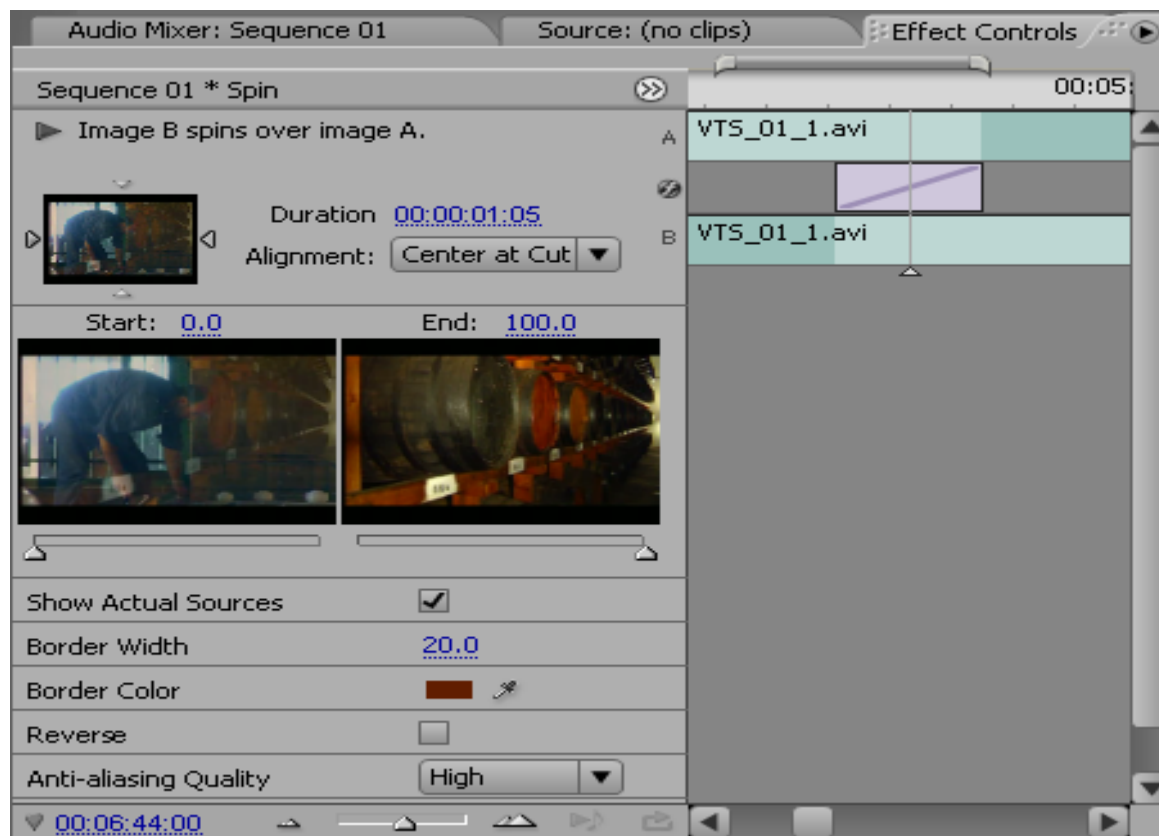 Audio Mixer: Sequence 01
Source: (no clips)
Effect Controls
Sequence 01 * Spin
00:05:
Image B spins over image A.
A
VTS_01_1.avi
Duration 00:00:01:05
Alignment: Center at Cut
B
VTS_01_1.avi
Start: 0.0
End: 100.0
Show Actual Sources
Border Width 20.0
Border Color
Reverse
Anti-aliasing Quality High
00:06:44:00